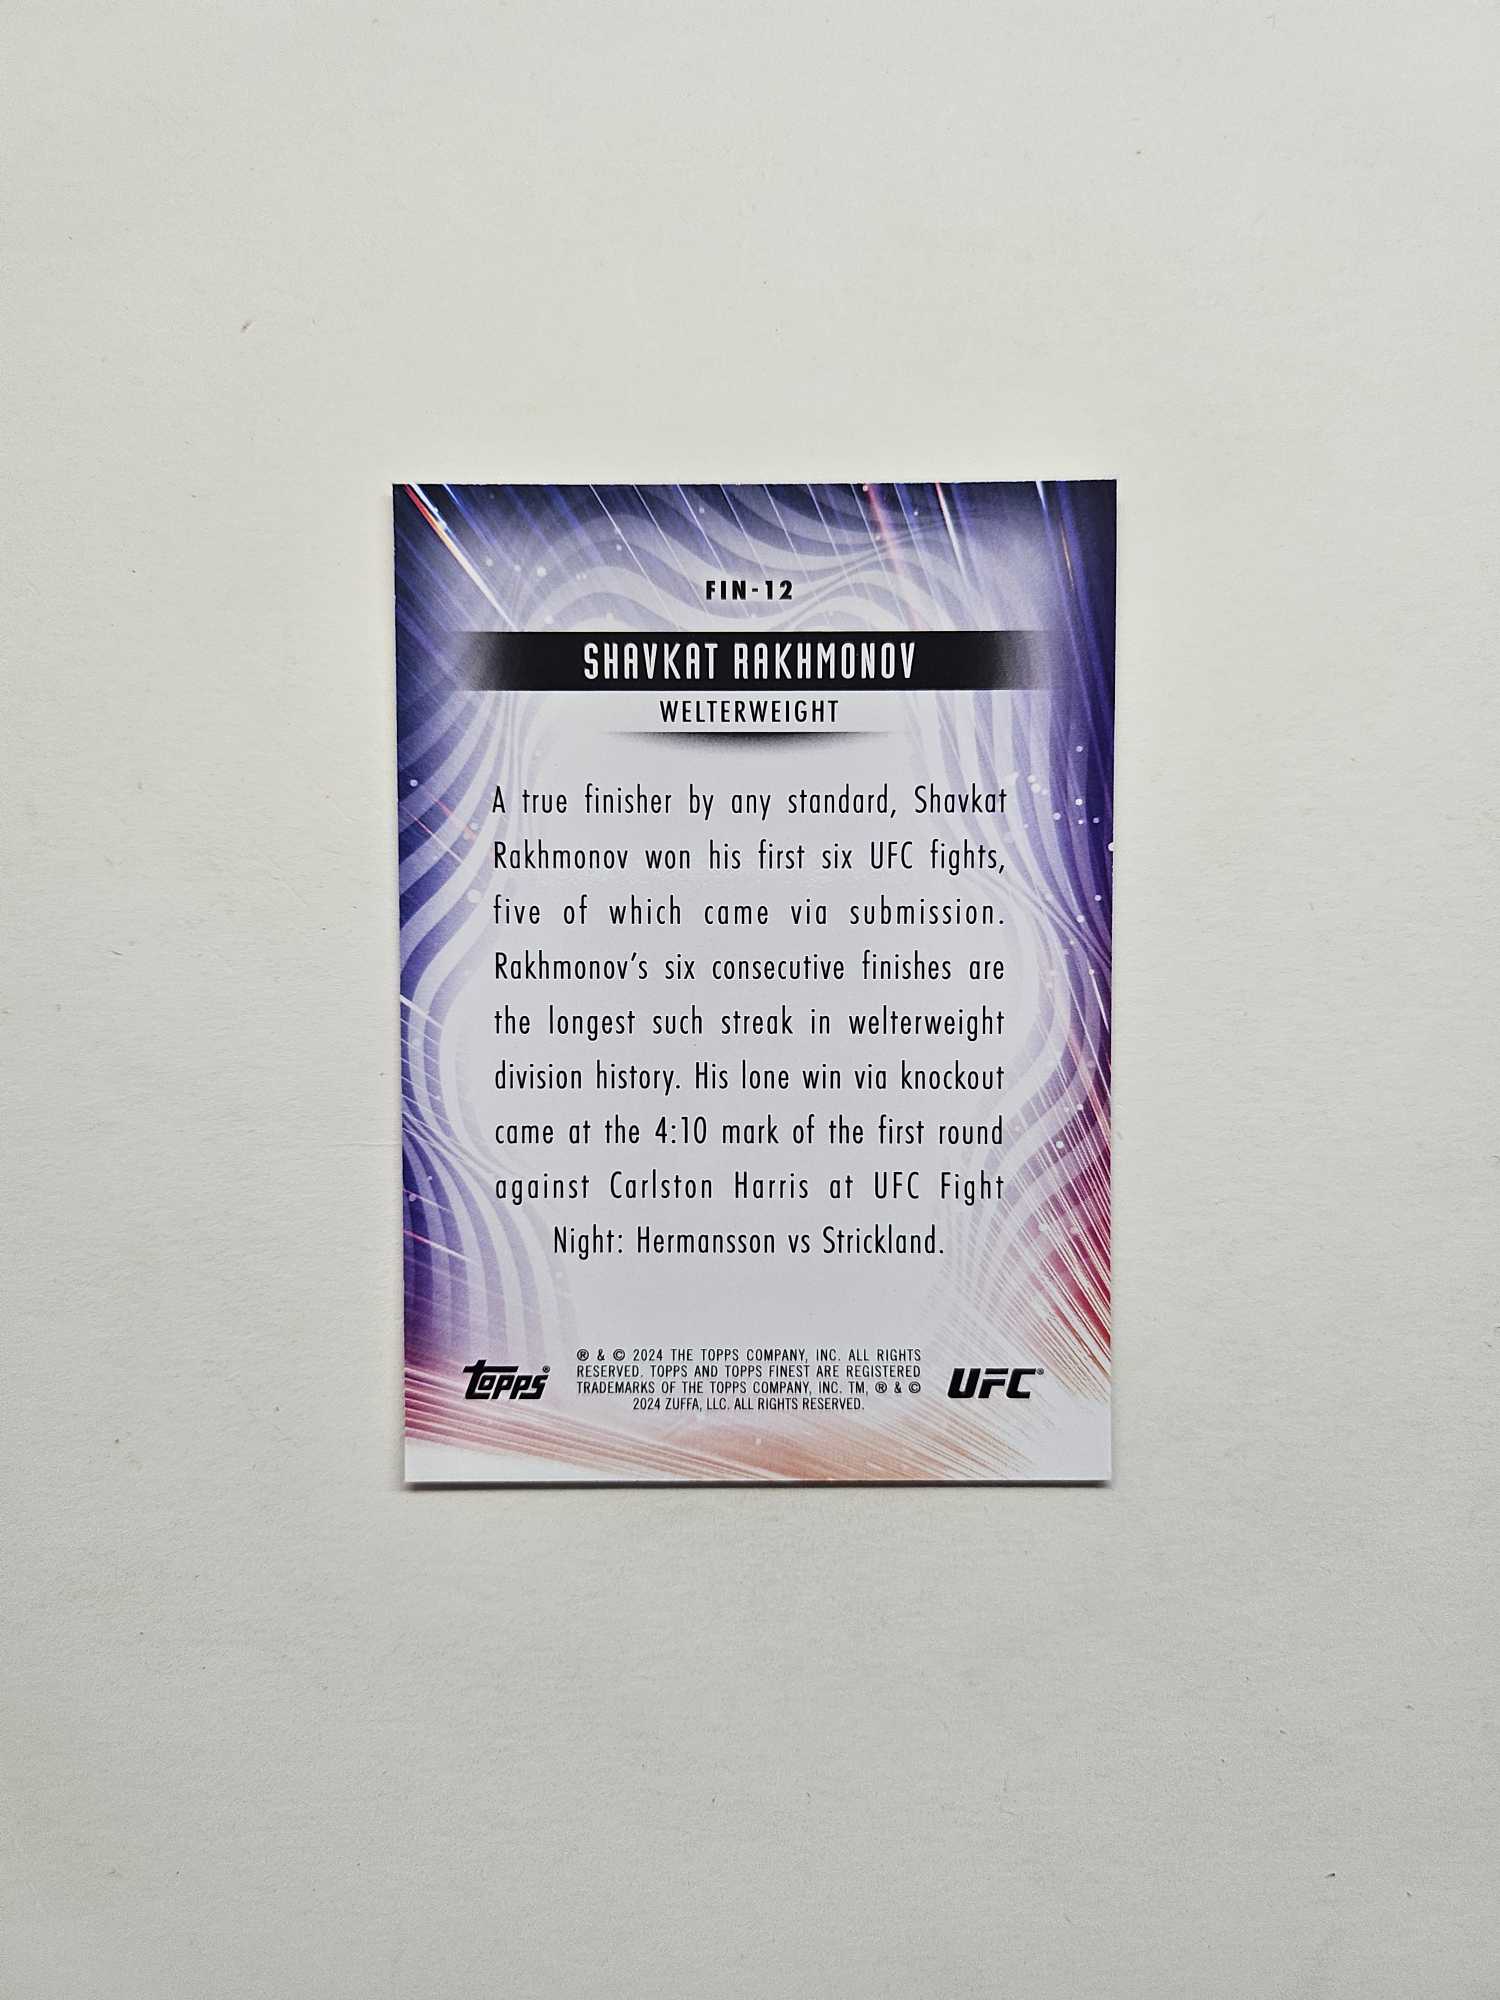 FIN-12
SHAVKAT RAKHMONOV
WELTERWEIGHT
A true finisher by any standard, Shavkat
Rakhmonov won his first six UFC fights,
five of which came via submission.
Rakhmonov's six consecutive finishes are
the longest such streak in welterweight
division history. His lone win via knockout
came at the 4:10 mark of the first round
against Carlston Harris at UFC Fight
Night: Hermansson vs Strickland.
® & © 2024 THE TOPPS COMPANY, INC. ALL RIGHTS
RESERVED. TOPPS AND TOPPS FINEST ARE REGISTERED
TRADEMARKS OF THE TOPPS COMPANY, INC. TM, ® & ©
2024 ZUFFA, LLC. ALL RIGHTS RESERVED.
topps®
UFC®